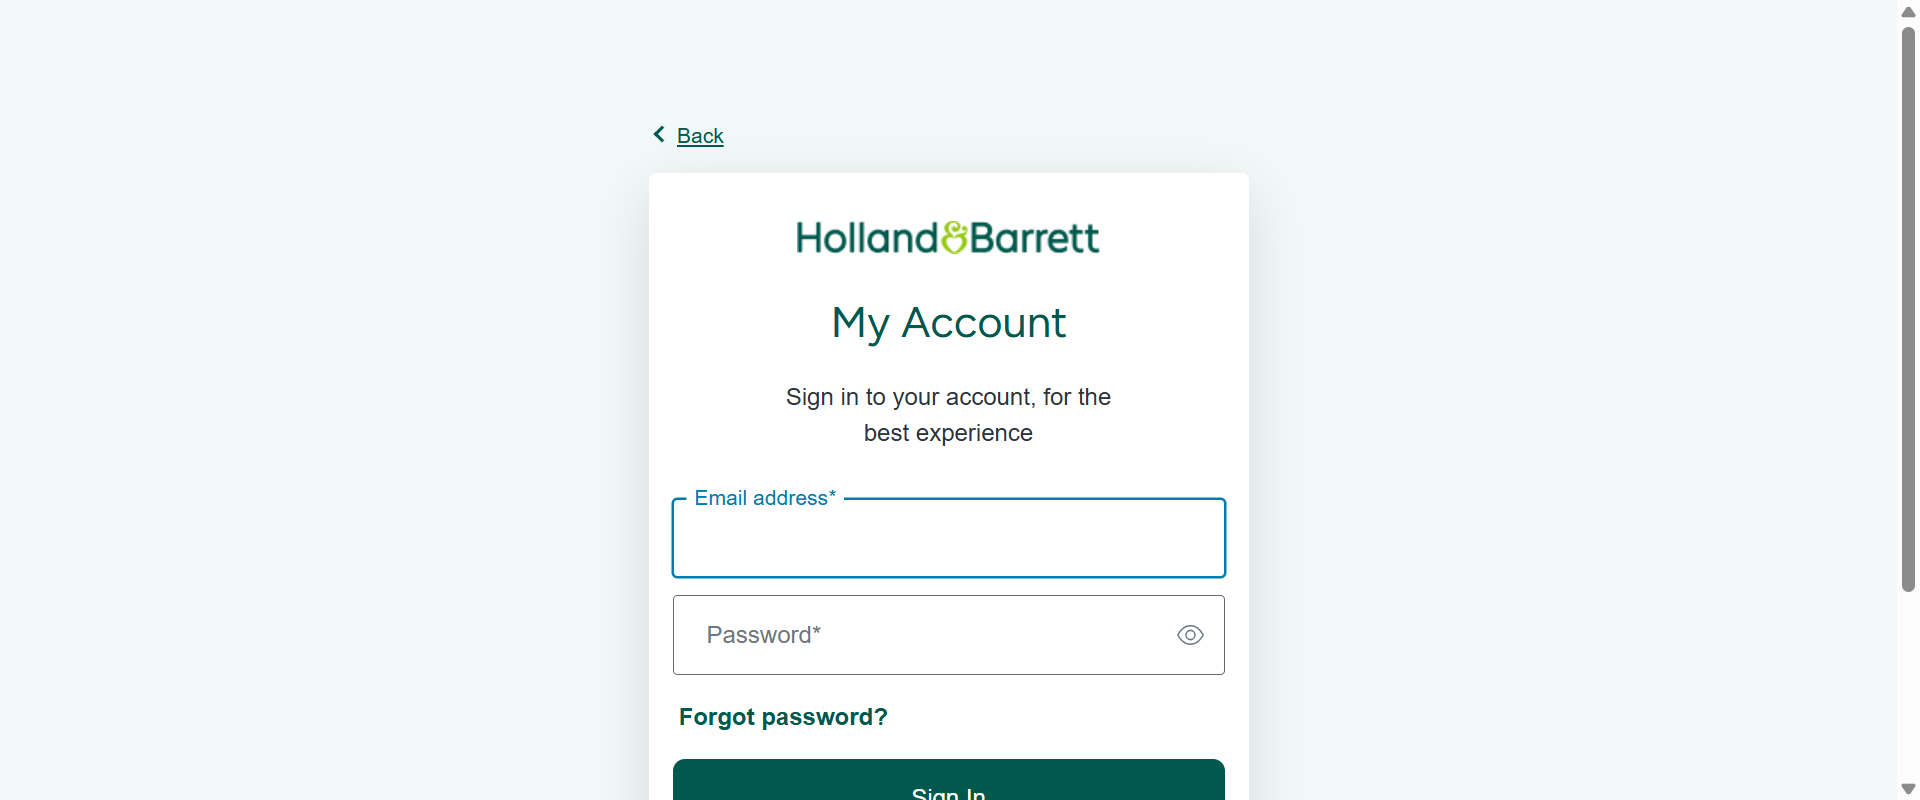 Back
Holland&Barrett
My Account
Sign in to your account, for the
best experience
Email address*
Password*
Forgot password?
Sign In